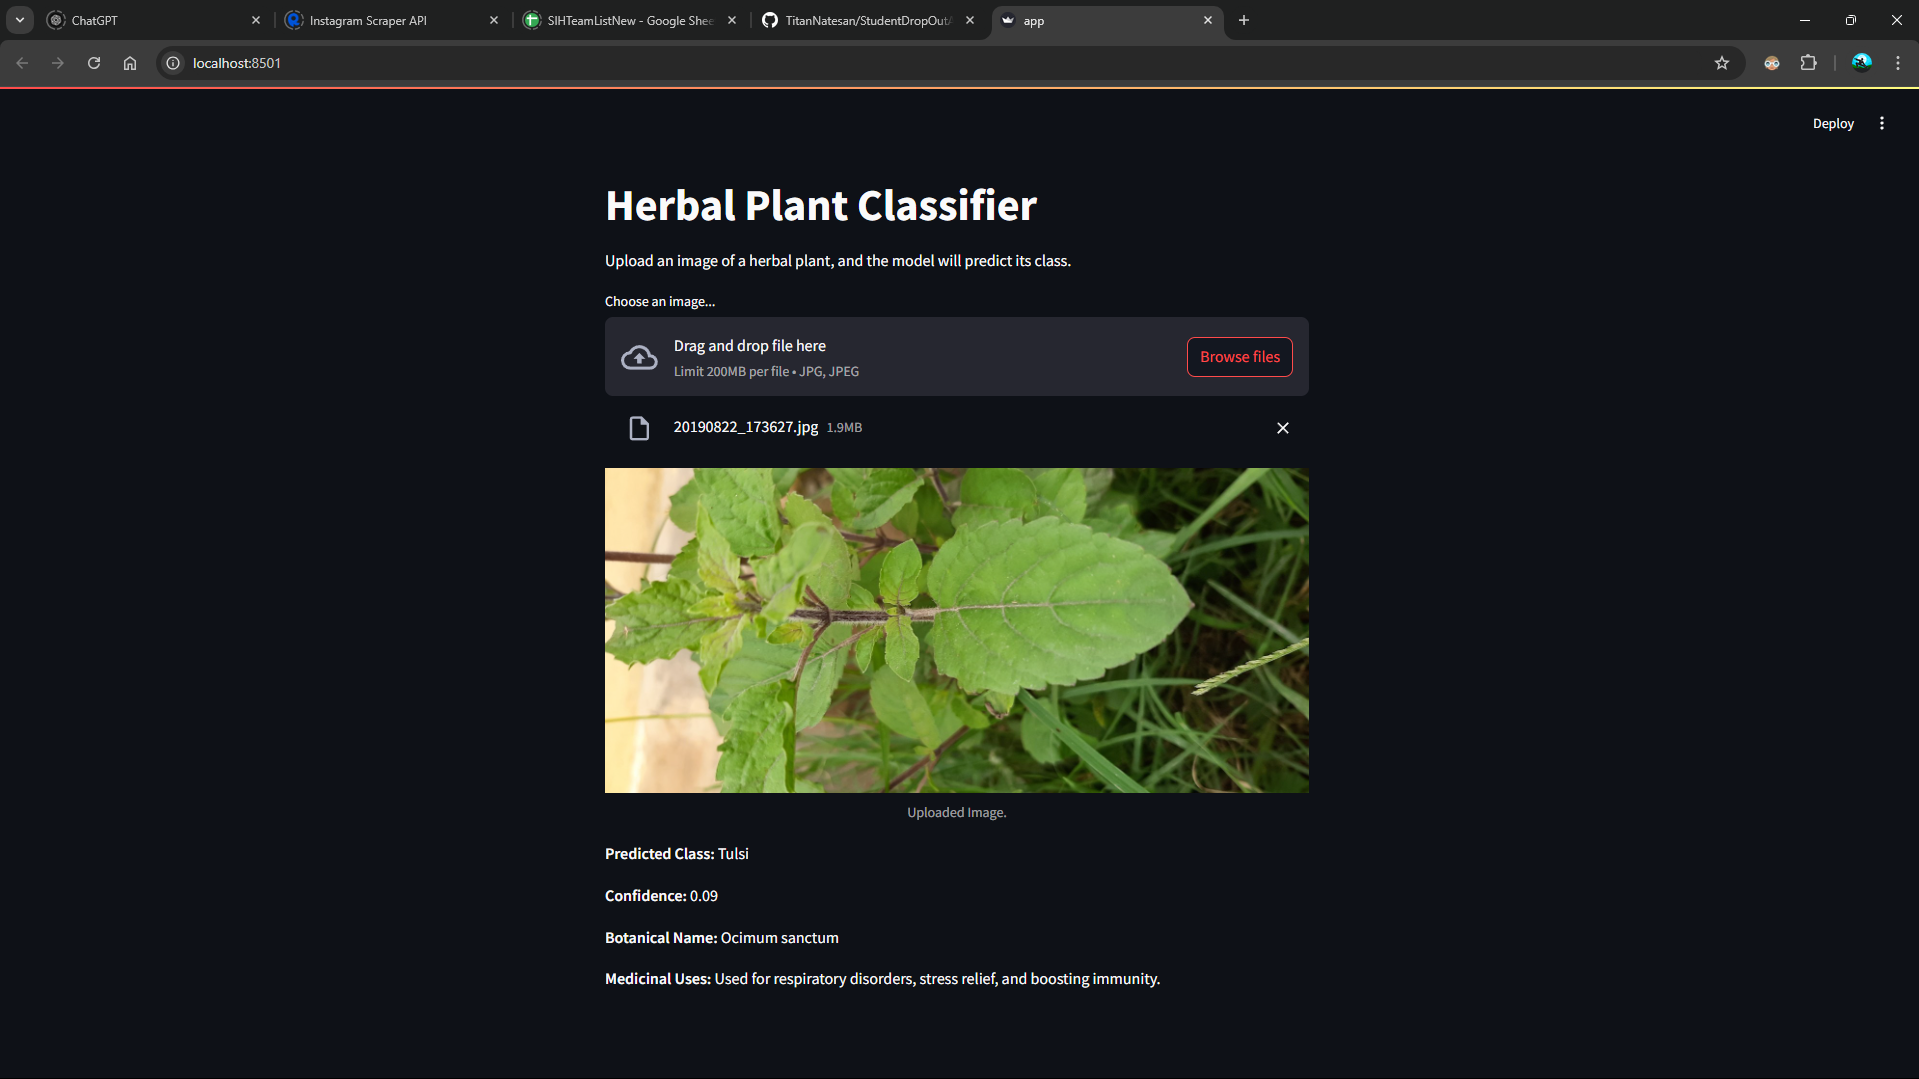 ChatGPT
Instagram Scraper API
SIHTeamListNew - Google Shee
TitanNatesan/StudentDropOut
app
localhost:8501
Deploy
Herbal Plant Classifier
Upload an image of a herbal plant, and the model will predict its class.
Choose an image...
Drag and drop file here
Limit 200MB per file • JPG, JPEG
Browse files
20190822_173627.jpg 1.9MB
Uploaded Image.
Predicted Class: Tulsi
Confidence: 0.09
Botanical Name: Ocimum sanctum
Medicinal Uses: Used for respiratory disorders, stress relief, and boosting immunity.